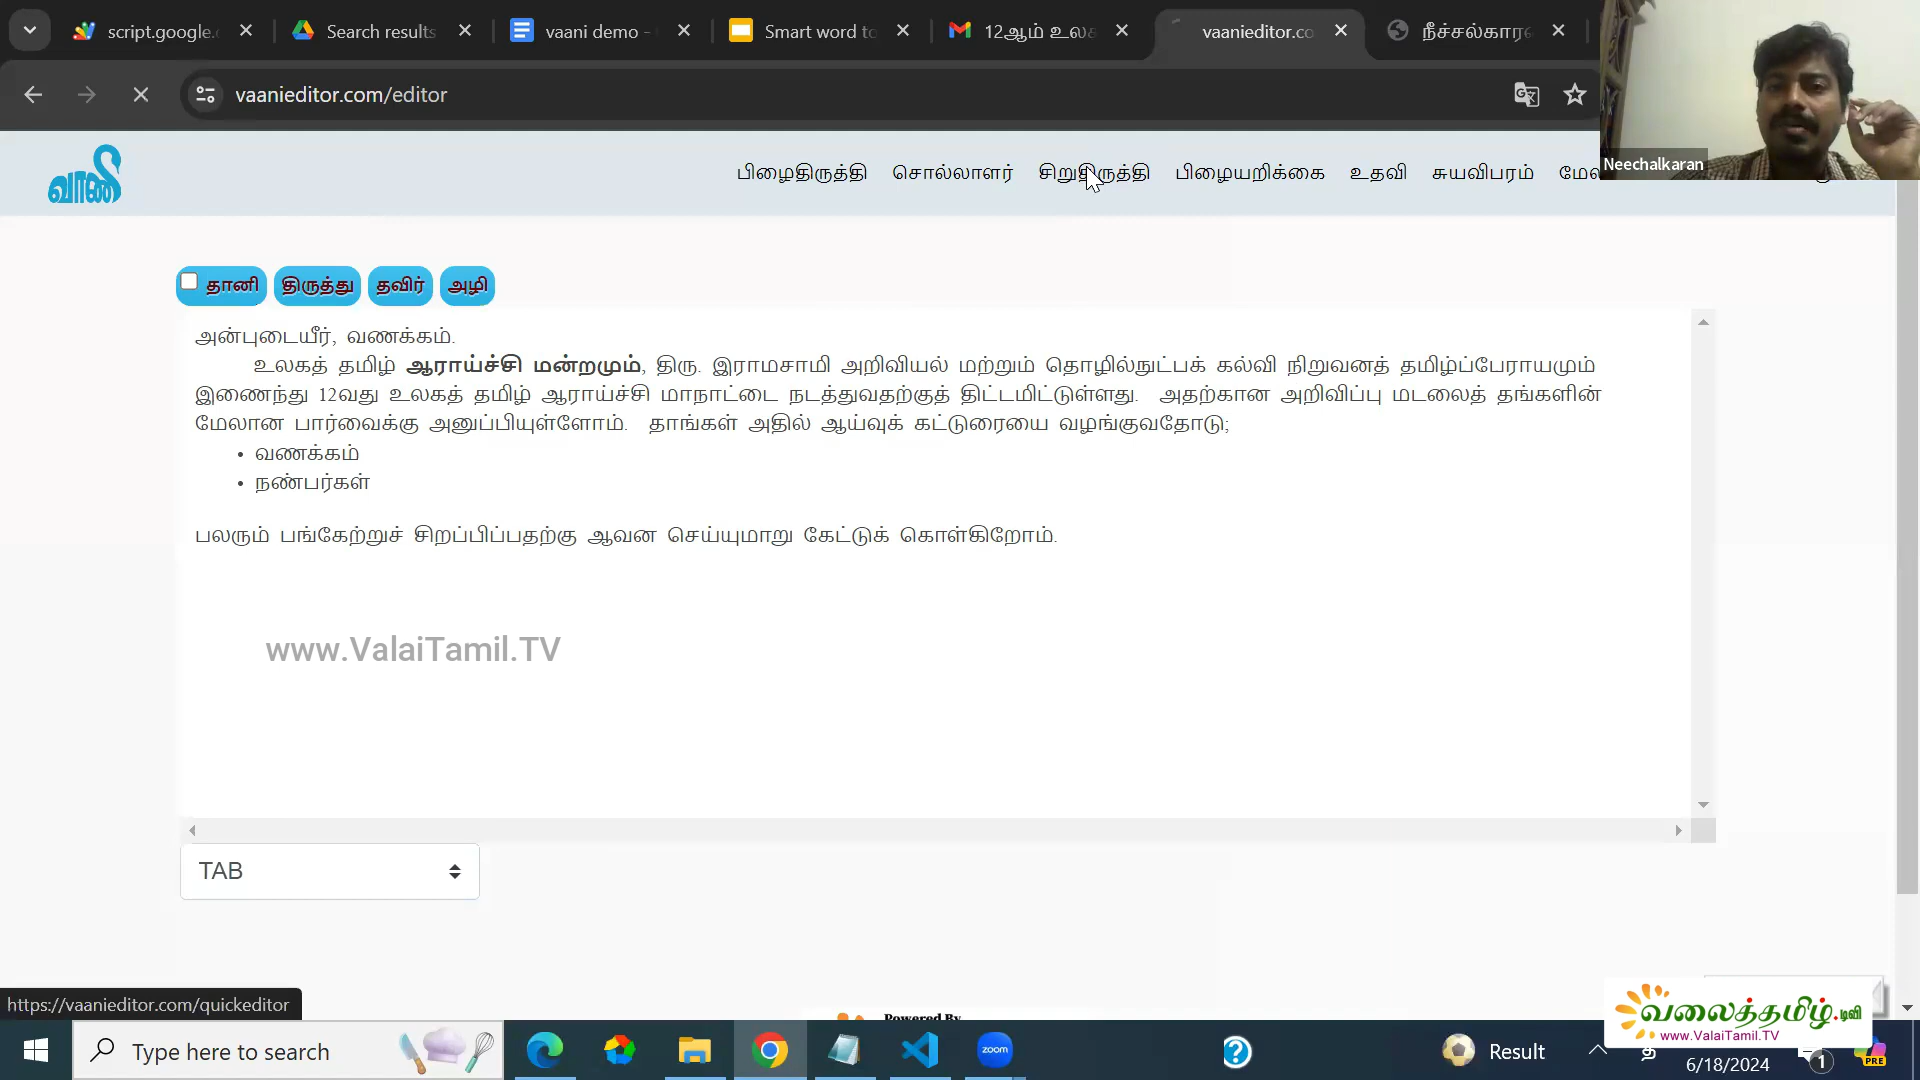 script.google.
Search results
vaani demo -
Smart word to
12ஆம் உலக
vaanieditor.co
நீச்சல்கார
vaanieditor.com/editor
Neechalkaran
வாணி
பிழைதிருத்தி
சொல்லாளர்
சிறுதிருத்தி
பிழையறிக்கை
உதவி
சுயவிபரம்
தானி
திருத்து
தவிர்
அழி
அன்புடையீர், வணக்கம்.
உலகத் தமிழ் ஆராய்ச்சி மன்றமும், திரு. இராமசாமி அறிவியல் மற்றும் தொழில்நுட்பக் கல்வி நிறுவனத் தமிழ்ப்பேராயமும்
இணைந்து 12வது உலகத் தமிழ் ஆராய்ச்சி மாநாட்டை நடத்துவதற்குத் திட்டமிட்டுள்ளது. அதற்கான அறிவிப்பு மடலைத் தங்களின்
மேலான பார்வைக்கு அனுப்பியுள்ளோம். தாங்கள் அதில் ஆய்வுக் கட்டுரையை வழங்குவதோடு;
• வணக்கம்
• நண்பர்கள்
பலரும் பங்கேற்றுச் சிறப்பிப்பதற்கு ஆவன செய்யுமாறு கேட்டுக் கொள்கிறோம்.
www.ValaiTamil.TV
TAB
https://vaanieditor.com/quickeditor
Powered By
வலைத்தமிழ்.டிவி
www.ValaiTamil.TV
Type here to search
zoom
Result
த
6/18/2024
1
PRE